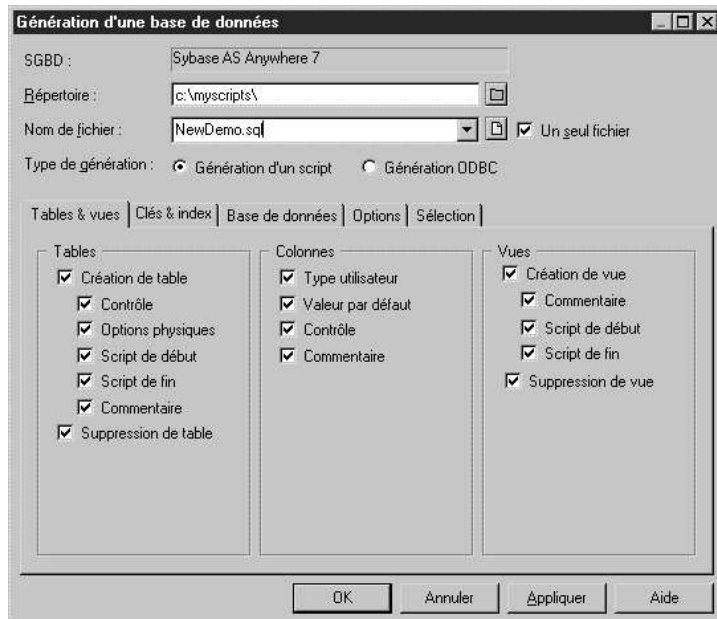 Génération d'une base de données
SGBD : Sybase AS Anywhere 7
Répertoire : c:\myscripts\
Nom de fichier : NewDemo.sql Un seul fichier
Type de génération : Génération d'un script Génération ODBC
Tables & vues Clés & index Base de données Options Sélection
Tables
Création de table
Contrôle
Options physiques
Script de début
Script de fin
Commentaire
Suppression de table
Colonnes
Type utilisateur
Valeur par défaut
Contrôle
Commentaire
Vues
Création de vue
Commentaire
Script de début
Script de fin
Suppression de vue
OK Annuler Appliquer Aide